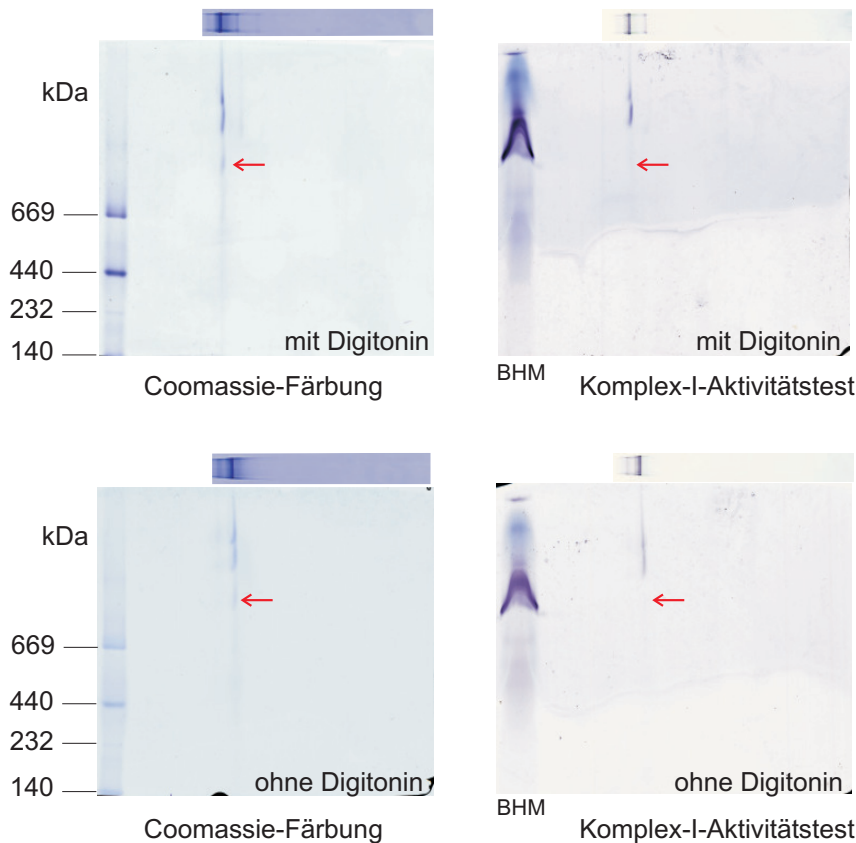 kDa
669
440
232
140
mit Digitonin
mit Digitonin
BHM
Coomassie-Färbung
Komplex-I-Aktivitätstest
kDa
669
440
232
140
ohne Digitonin
ohne Digitonin
BHM
Coomassie-Färbung
Komplex-I-Aktivitätstest